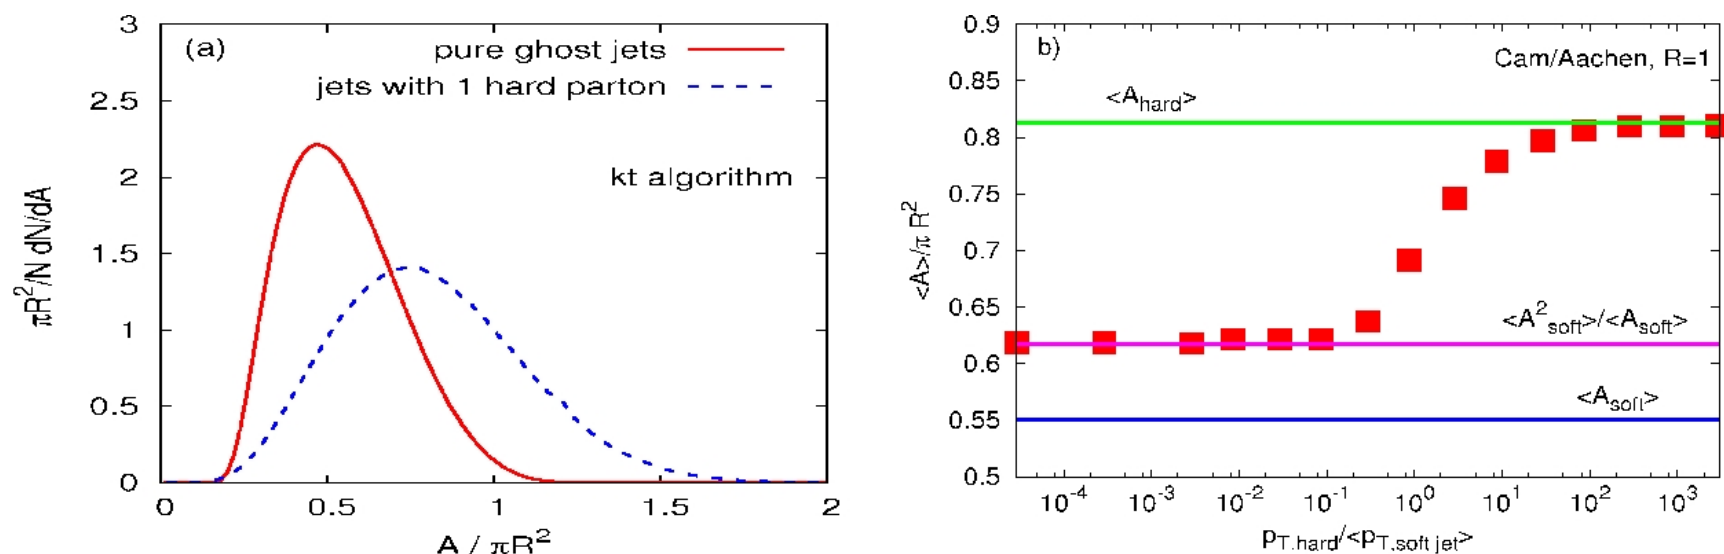 (a)
pure ghost jets
jets with 1 hard parton
kt algorithm
πR²/N dN/dA
3
2.5
2
1.5
1
0.5
0
0 0.5 1 1.5 2
A / πR²
b)
Cam/Aachen, R=1
<A_hard>
<A²_soft>/<A_soft>
<A_soft>
<A>/π R²
0.9
0.85
0.8
0.75
0.7
0.65
0.6
0.55
0.5
10⁻⁴ 10⁻³ 10⁻² 10⁻¹ 10⁰ 10¹ 10² 10³
p_T,hard/<p_T,soft jet>